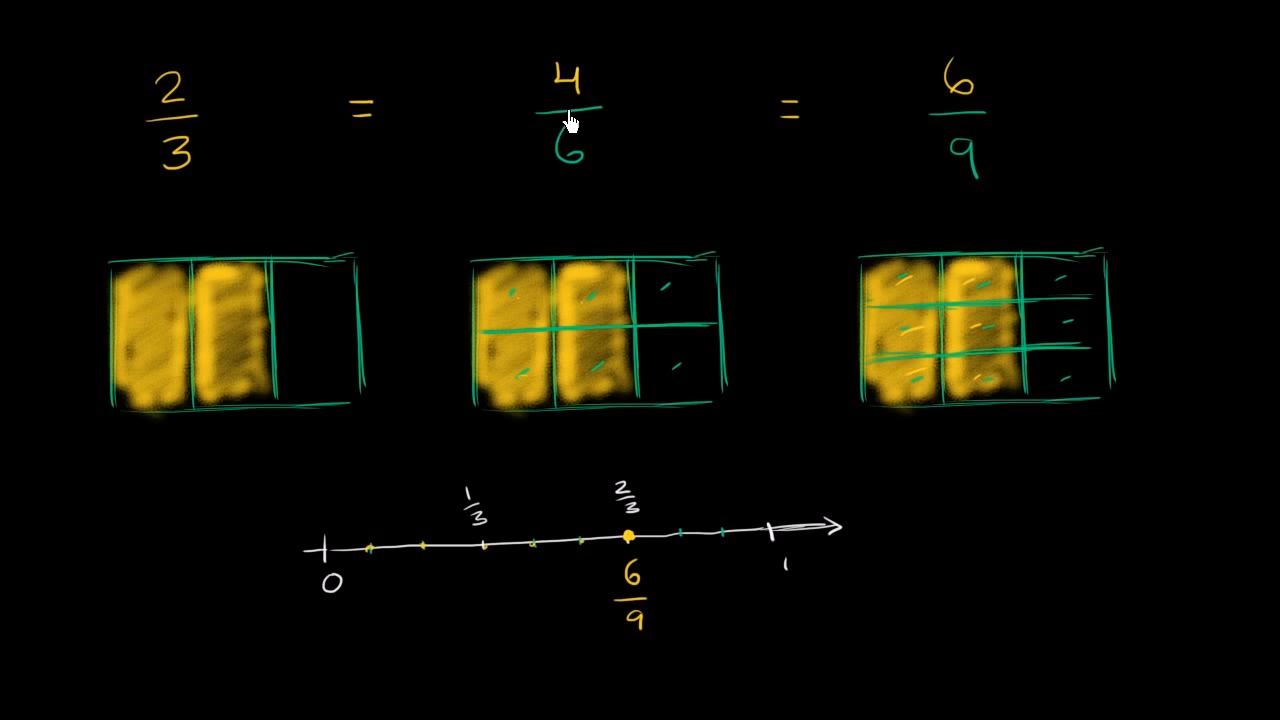 2/3 = 4/6 = 6/9
1/3 2/3
0 1
6/9